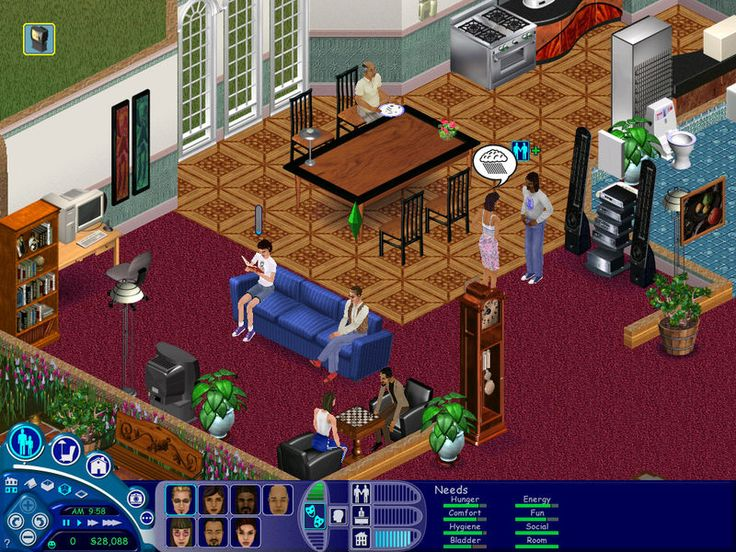 Needs
Hunger Energy
Comfort Fun
Hygiene Social
Bladder Room
AM 9:58
0 $28,088
?